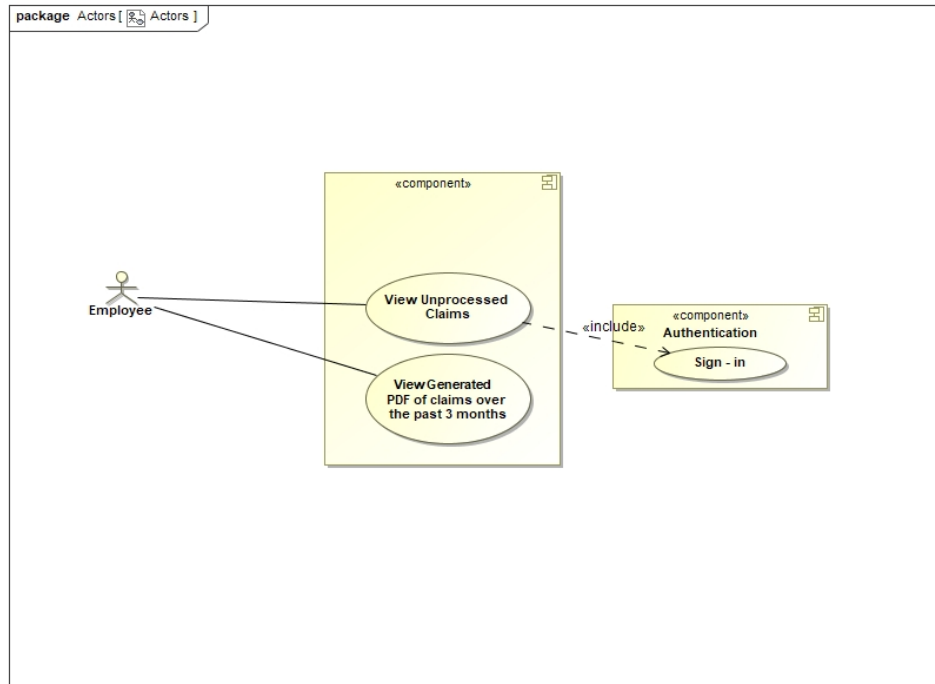 package Actors [ Actors ]
«component»
View Unprocessed
Claims
Employee
«include»
«component»
Authentication
Sign - in
View Generated
PDF of claims over
the past 3 months